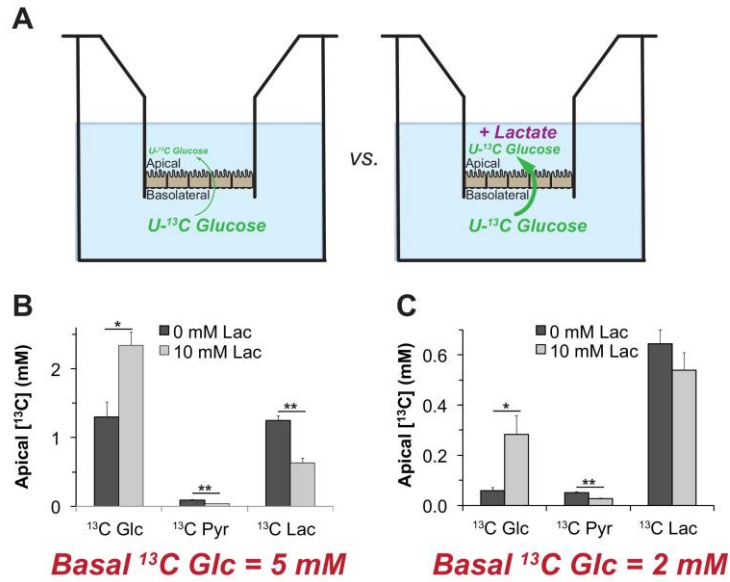 A
U-¹³C Glucose
Apical
Basolateral
U-¹³C Glucose
vs.
+ Lactate
U-¹³C Glucose
Apical
Basolateral
U-¹³C Glucose
B
Apical [¹³C] (mM)
2
1
0
0 mM Lac
10 mM Lac
*
**
**
¹³C Glc ¹³C Pyr ¹³C Lac
Basal ¹³C Glc = 5 mM
C
Apical [¹³C] (mM)
0.6
0.4
0.2
0.0
0 mM Lac
10 mM Lac
*
**
¹³C Glc ¹³C Pyr ¹³C Lac
Basal ¹³C Glc = 2 mM